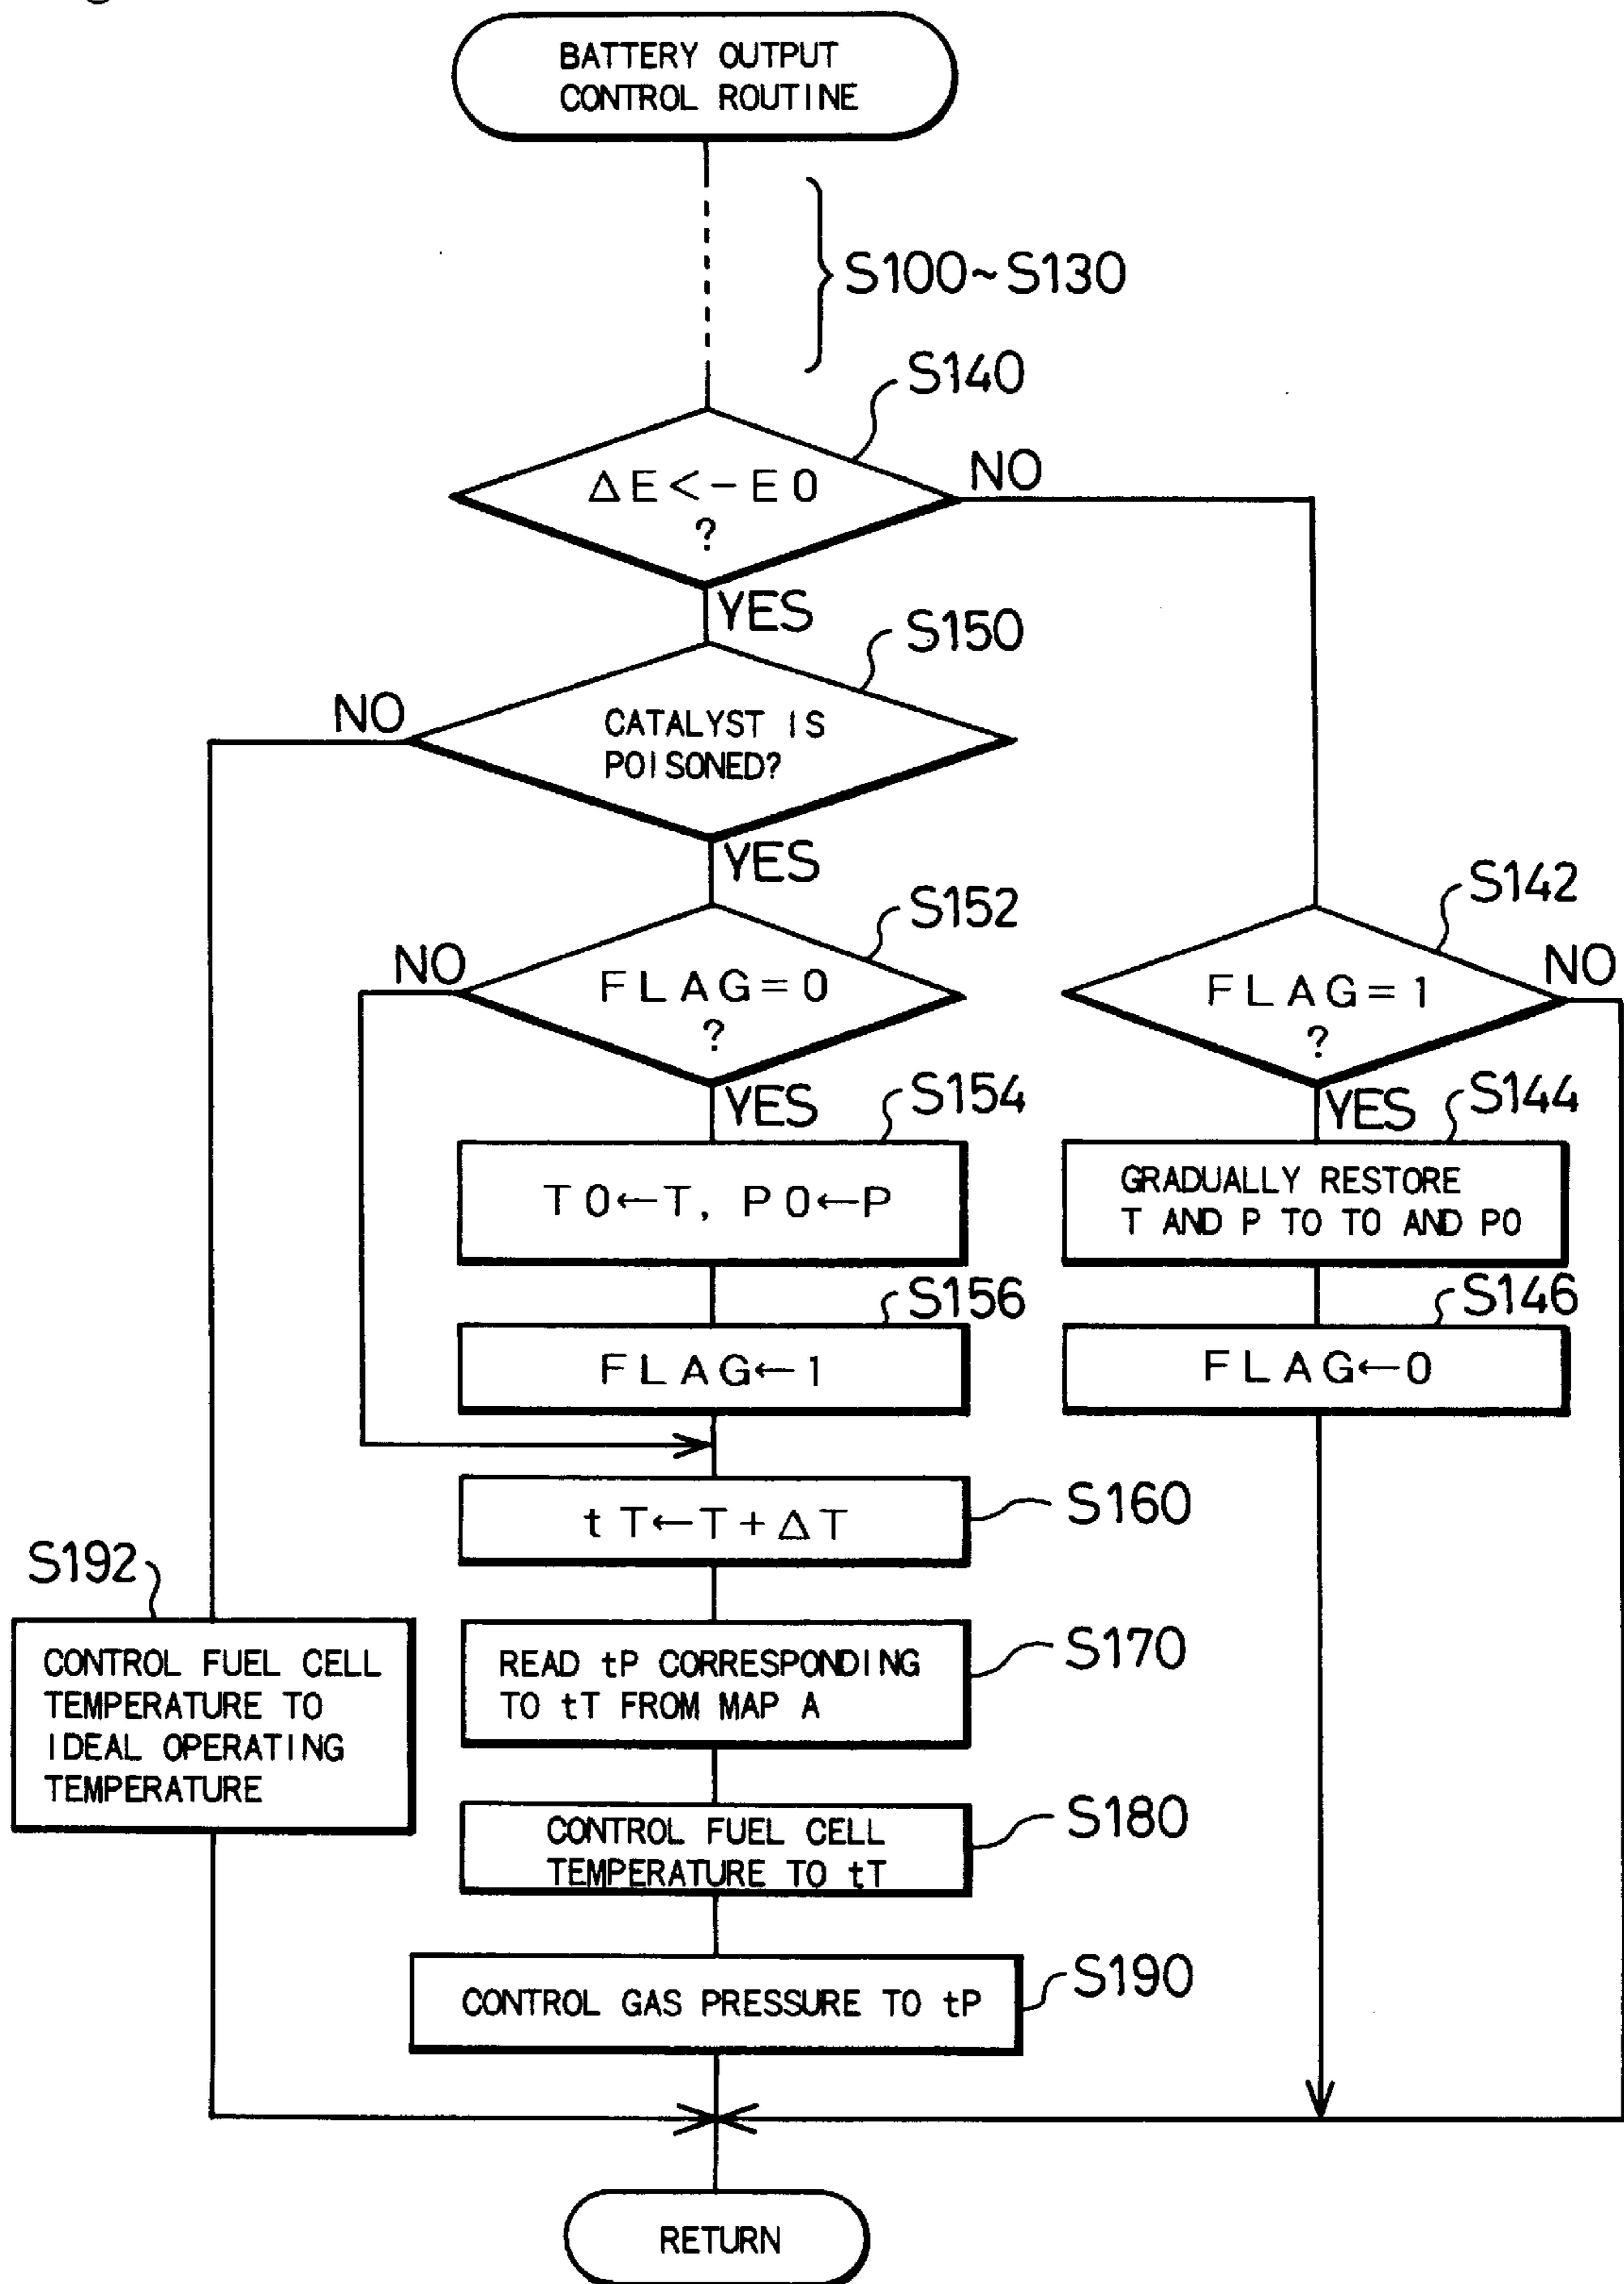 BATTERY OUTPUT
CONTROL ROUTINE
S100~S130
S140
ΔE<-E0
?
NO
YES
S150
NO
CATALYST IS
POISONED?
YES
S152
NO
FLAG=0
?
YES
S142
FLAG=1
?
NO
YES
S154
T0←T, P0←P
S144
GRADUALLY RESTORE
T AND P TO T0 AND P0
S156
FLAG←1
S146
FLAG←0
S160
tT←T+ΔT
S192
CONTROL FUEL CELL
TEMPERATURE TO
IDEAL OPERATING
TEMPERATURE
S170
READ tP CORRESPONDING
TO tT FROM MAP A
S180
CONTROL FUEL CELL
TEMPERATURE TO tT
S190
CONTROL GAS PRESSURE TO tP
RETURN